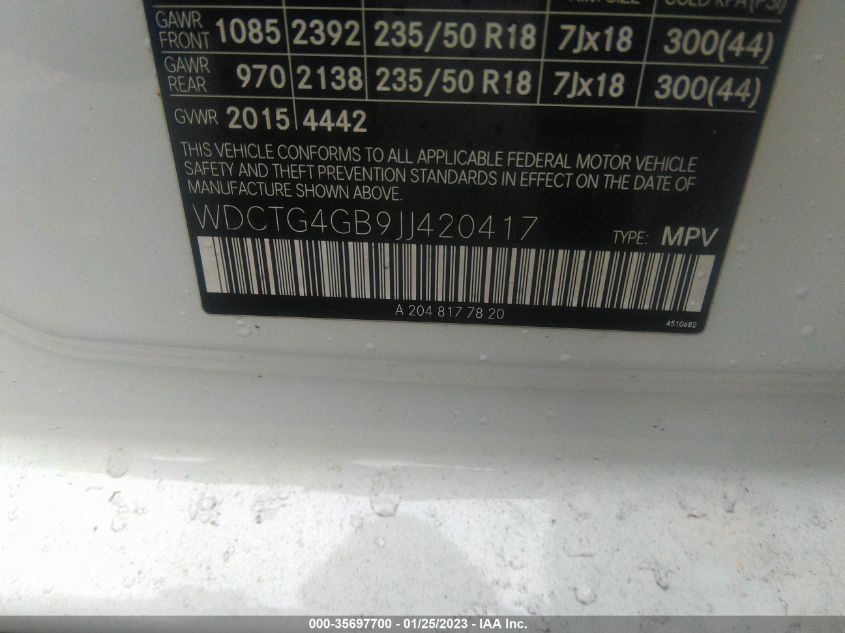 COLD KPA(PSI)
GAWR FRONT 1085 2392 235/50 R18 7Jx18 300(44)
GAWR REAR 970 2138 235/50 R18 7Jx18 300(44)
GVWR 2015 4442
THIS VEHICLE CONFORMS TO ALL APPLICABLE FEDERAL MOTOR VEHICLE
SAFETY AND THEFT PREVENTION STANDARDS IN EFFECT ON THE DATE OF
MANUFACTURE SHOWN ABOVE.
WDCTG4GB9JJ420417 TYPE: MPV
A 204 817 78 20
4510682
000-35697700 - 01/25/2023 - IAA Inc.